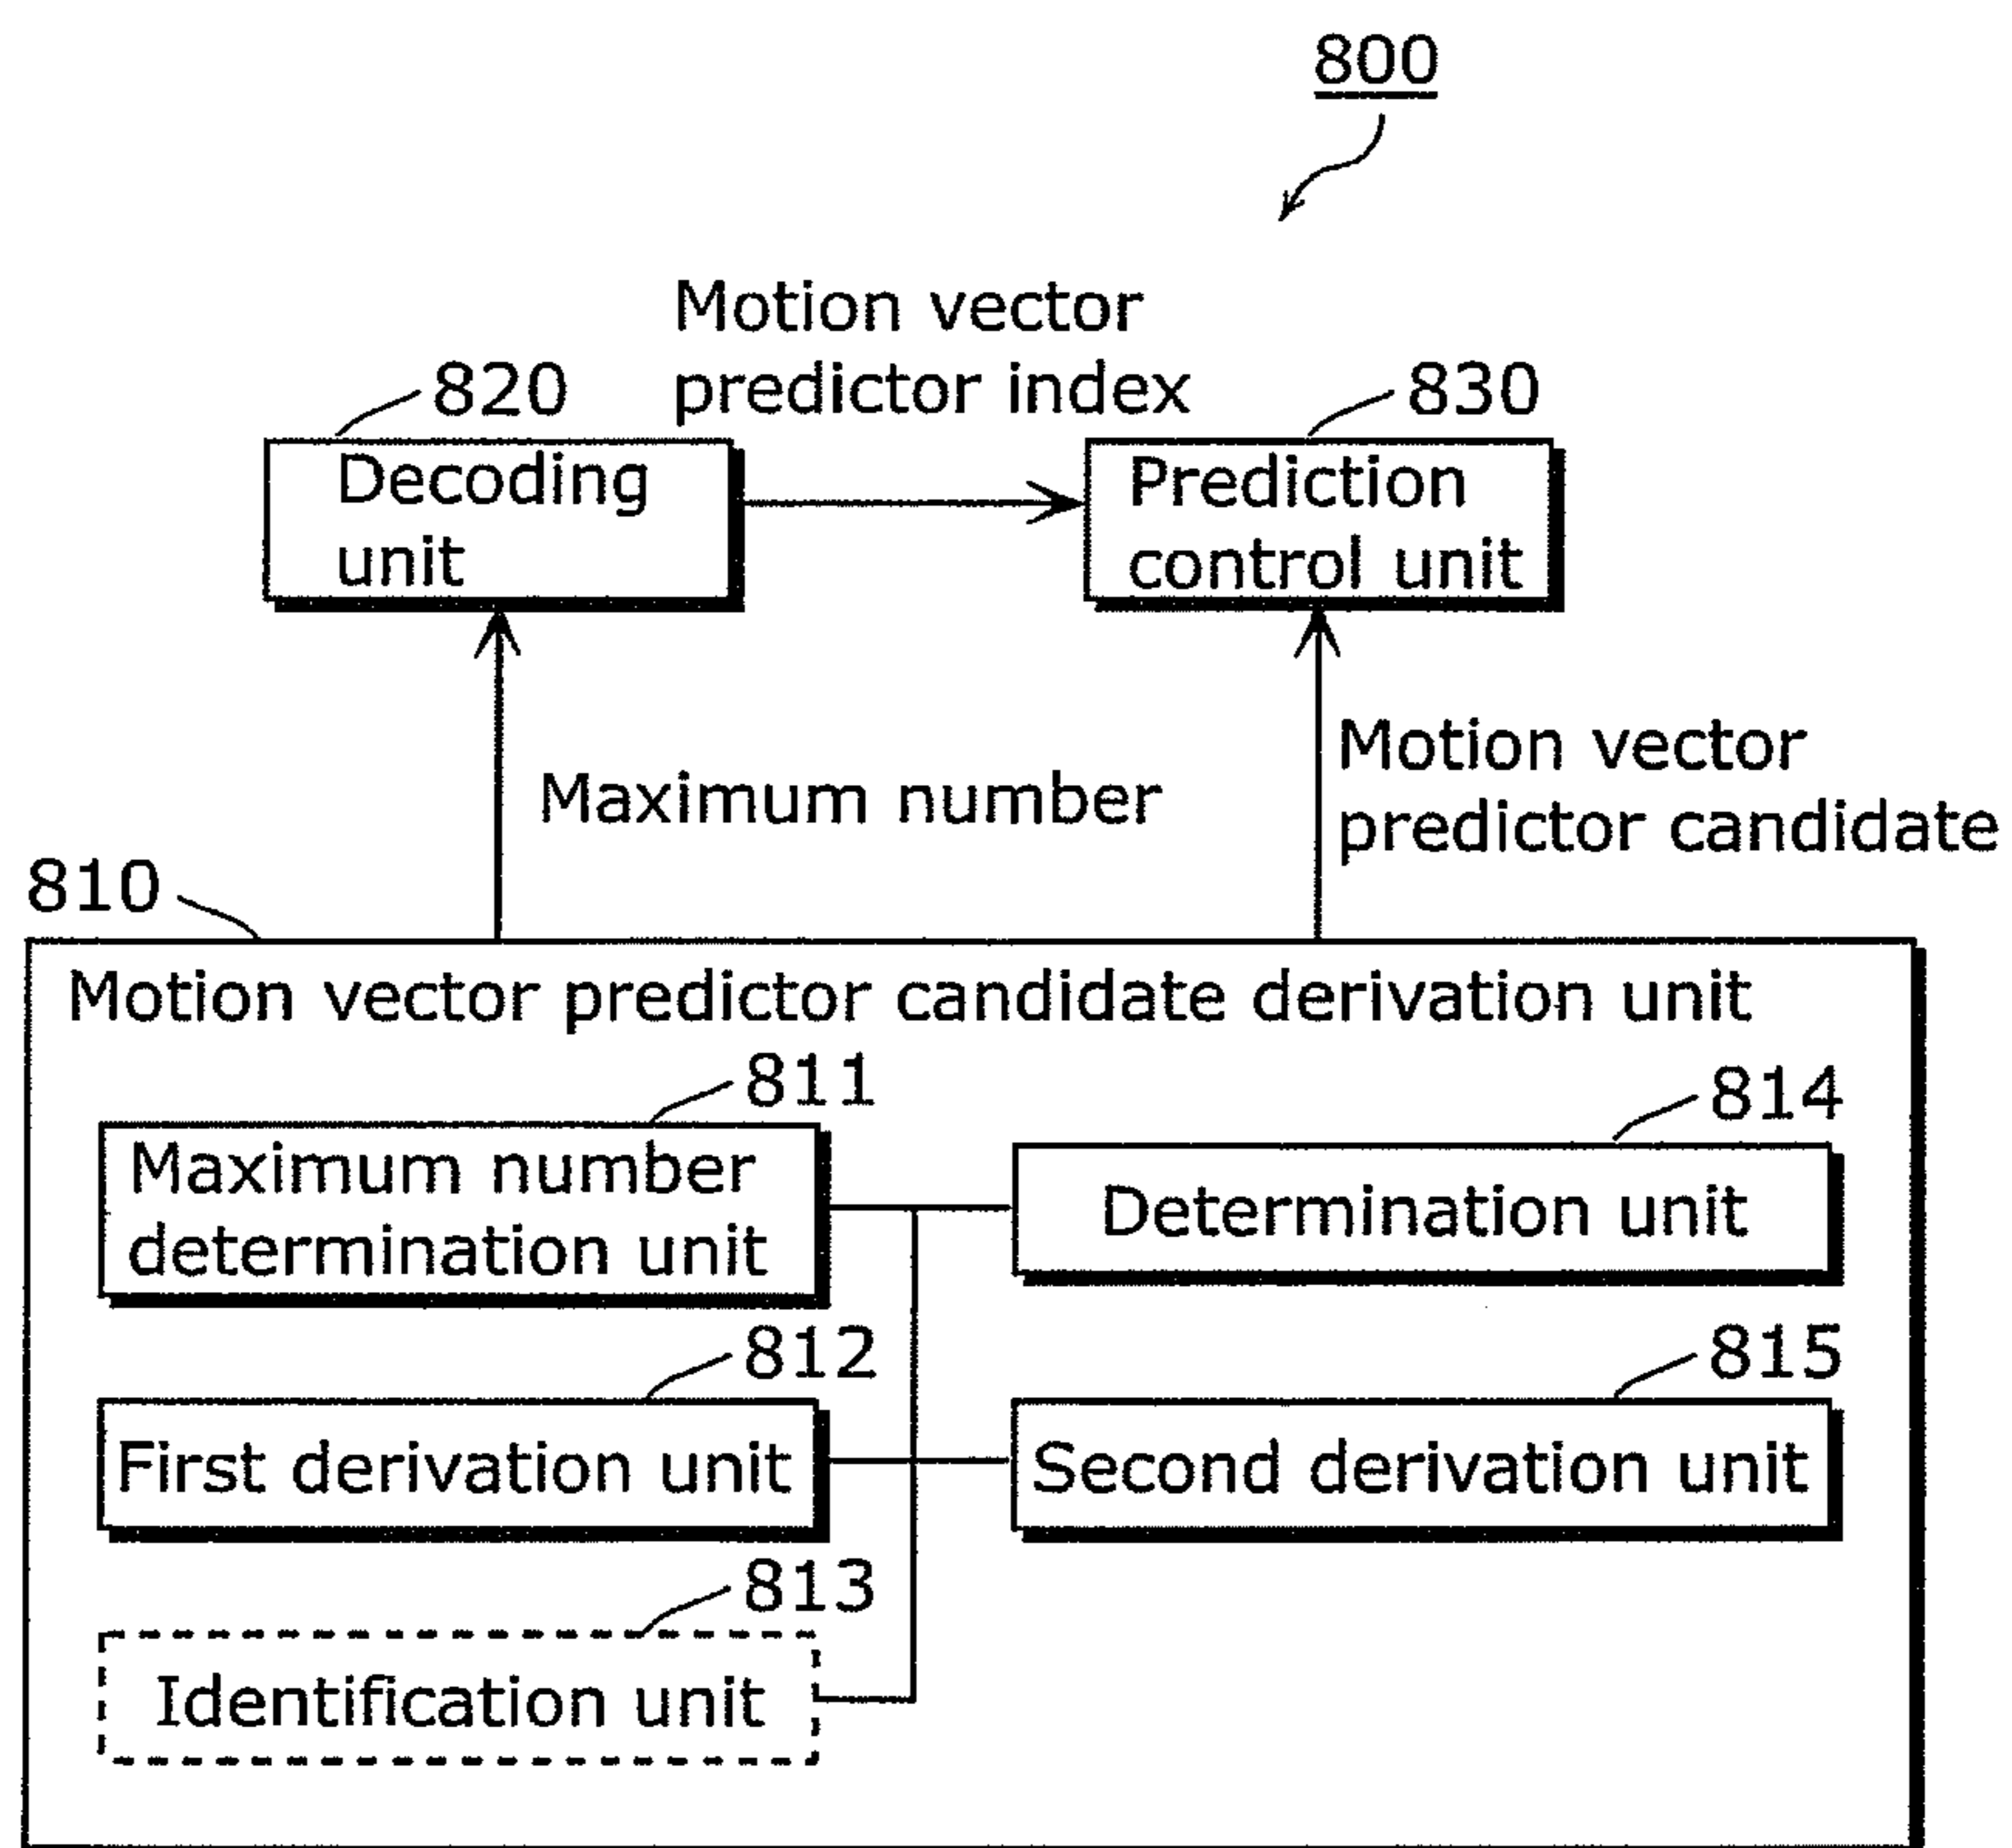 800
Motion vector
predictor index
820
830
Decoding
unit
Prediction
control unit
Maximum number
Motion vector
predictor candidate
810
Motion vector predictor candidate derivation unit
811
814
Maximum number
determination unit
Determination unit
812
815
First derivation unit
Second derivation unit
813
Identification unit